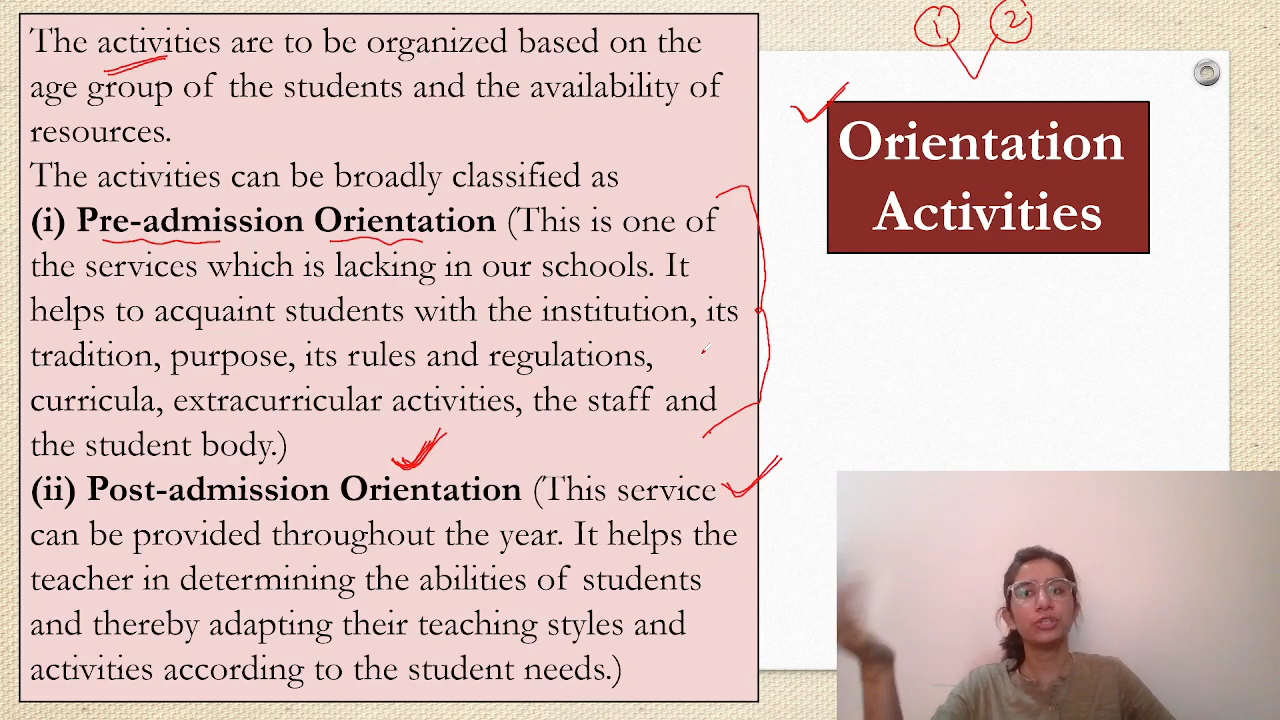 The activities are to be organized based on the
age group of the students and the availability of
resources.
The activities can be broadly classified as
(i) Pre-admission Orientation (This is one of
the services which is lacking in our schools. It
helps to acquaint students with the institution, its
tradition, purpose, its rules and regulations,
curricula, extracurricular activities, the staff and
the student body.)
(ii) Post-admission Orientation (This service
can be provided throughout the year. It helps the
teacher in determining the abilities of students
and thereby adapting their teaching styles and
activities according to the student needs.)
1 2
Orientation
Activities